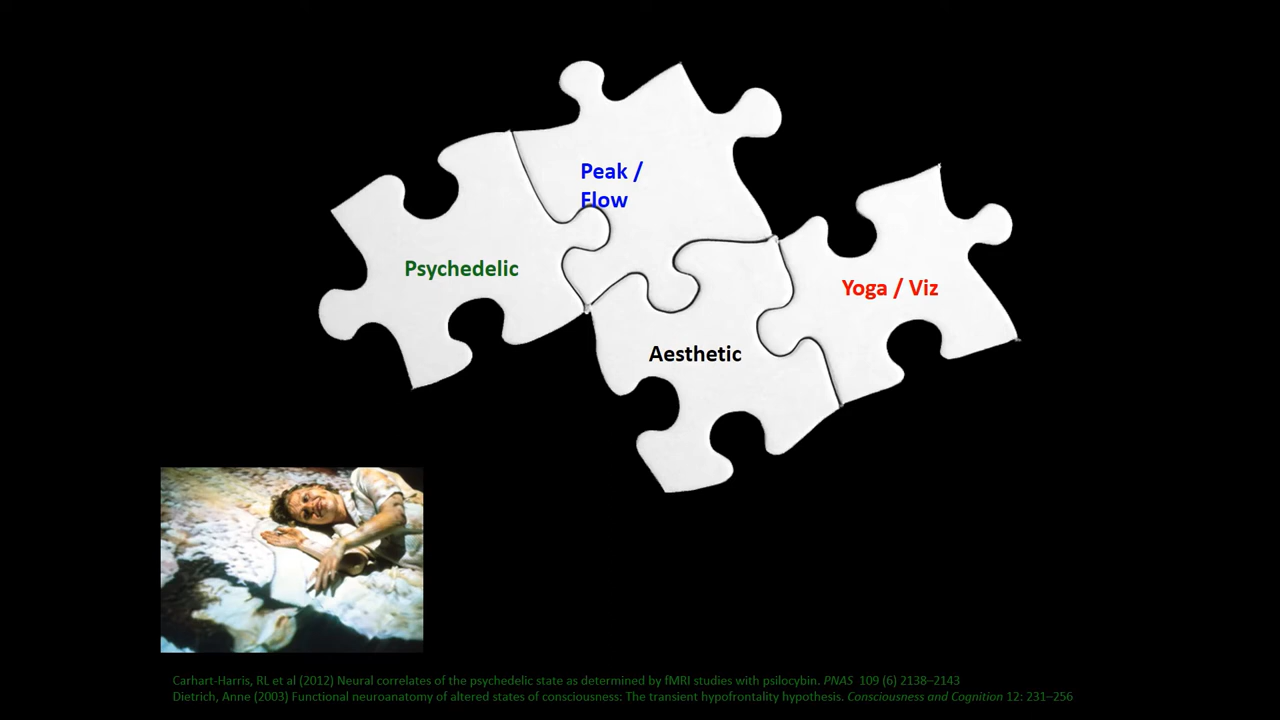 Peak /
Flow
Psychedelic
Yoga / Viz
Aesthetic
Carhart-Harris, RL et al (2012) Neural correlates of the psychedelic state as determined by fMRI studies with psilocybin. PNAS 109 (6) 2138–2143
Dietrich, Anne (2003) Functional neuroanatomy of altered states of consciousness: The transient hypofrontality hypothesis. Consciousness and Cognition 12: 231–256